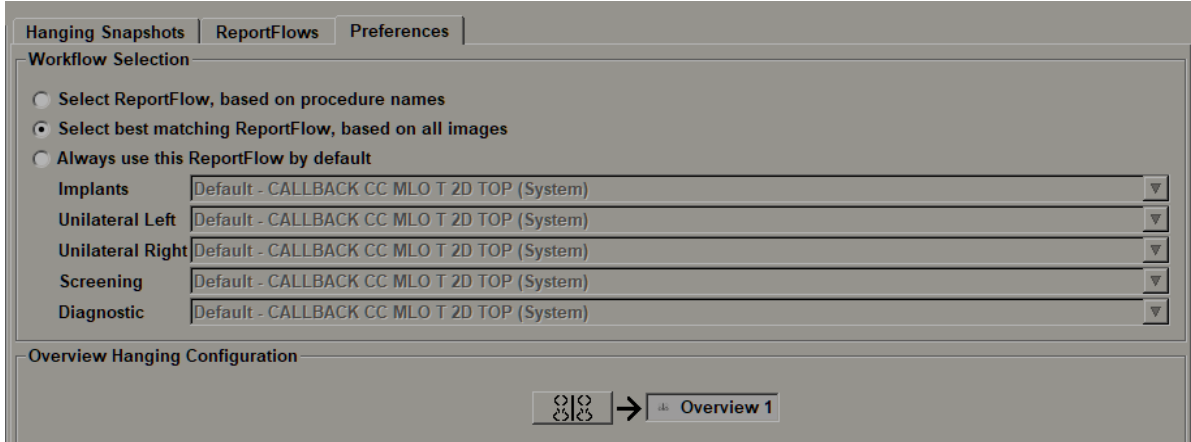 Hanging Snapshots ReportFlows Preferences
Workflow Selection
Select ReportFlow, based on procedure names
Select best matching ReportFlow, based on all images
Always use this ReportFlow by default
Implants Default - CALLBACK CC MLO T 2D TOP (System)
Unilateral Left Default - CALLBACK CC MLO T 2D TOP (System)
Unilateral Right Default - CALLBACK CC MLO T 2D TOP (System)
Screening Default - CALLBACK CC MLO T 2D TOP (System)
Diagnostic Default - CALLBACK CC MLO T 2D TOP (System)
Overview Hanging Configuration
Overview 1